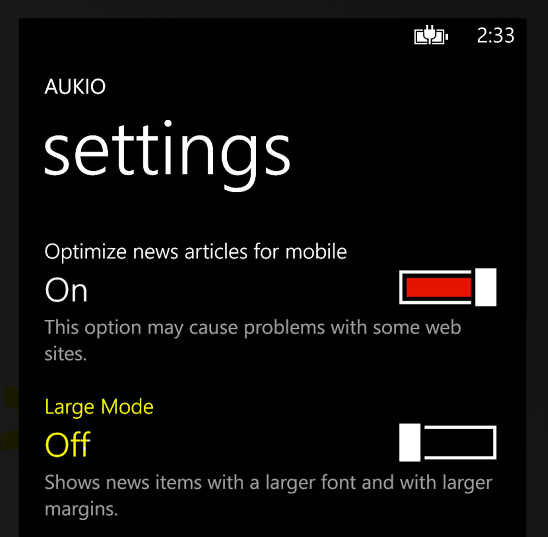 2:33
AUKIO
settings
Optimize news articles for mobile
On
This option may cause problems with some web
sites.
Large Mode
Off
Shows news items with a larger font and with larger
margins.